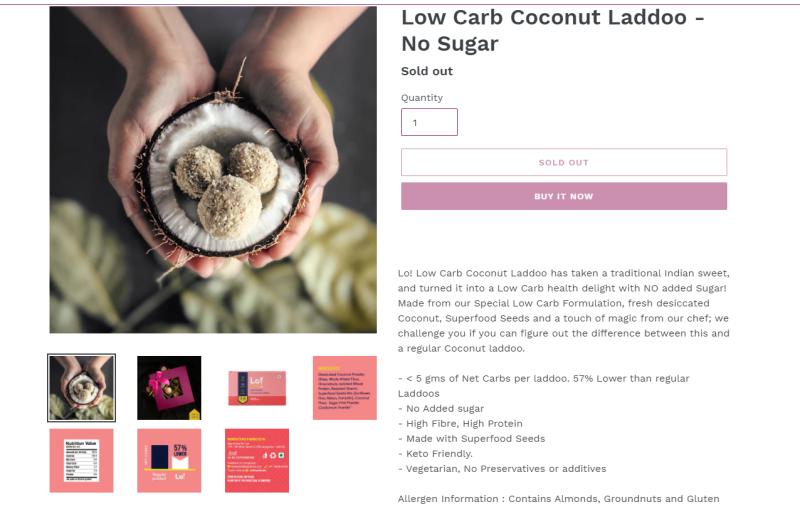 Low Carb Coconut Laddoo -
No Sugar
Sold out
Quantity
1
SOLD OUT
BUY IT NOW
Lo! Low Carb Coconut Laddoo has taken a traditional Indian sweet,
and turned it into a Low Carb health delight with NO added Sugar!
Made from our Special Low Carb Formulation, fresh desiccated
Coconut, Superfood Seeds and a touch of magic from our chef; we
challenge you if you can figure out the difference between this and
a regular Coconut laddoo.
- < 5 gms of Net Carbs per laddoo. 57% Lower than regular
Laddoos
- No Added sugar
- High Fibre, High Protein
- Made with Superfood Seeds
- Keto Friendly.
- Vegetarian, No Preservatives or additives
Allergen Information : Contains Almonds, Groundnuts and Gluten
Lo!
Nutrition Value
57%
Lo!